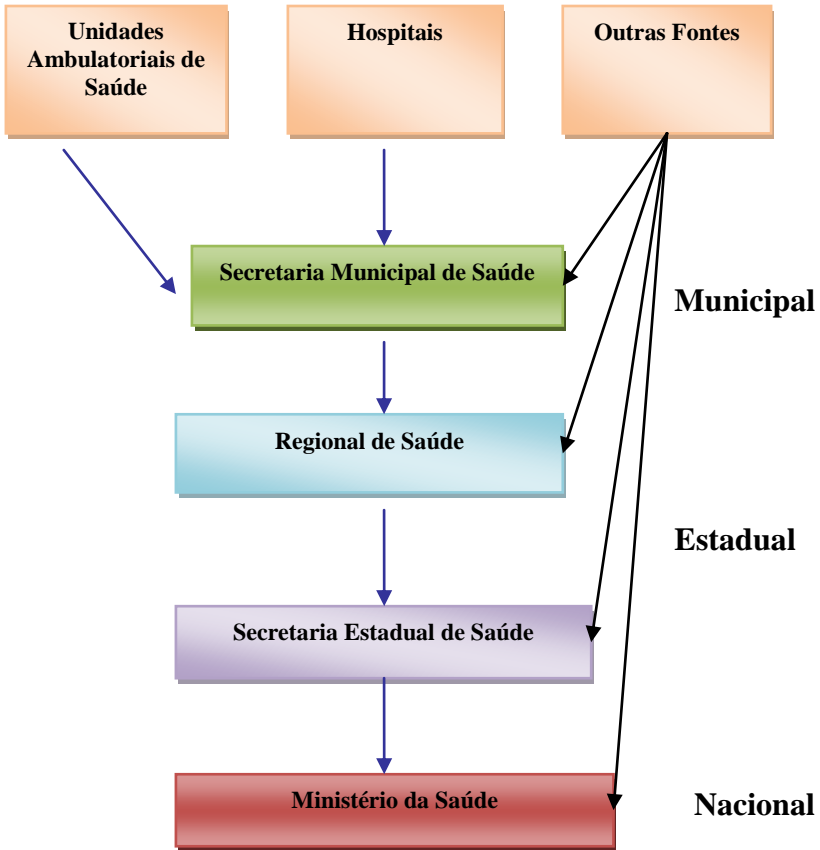 Unidades
Ambulatoriais de
Saúde
Hospitais
Outras Fontes
Secretaria Municipal de Saúde
Municipal
Regional de Saúde
Estadual
Secretaria Estadual de Saúde
Ministério da Saúde
Nacional